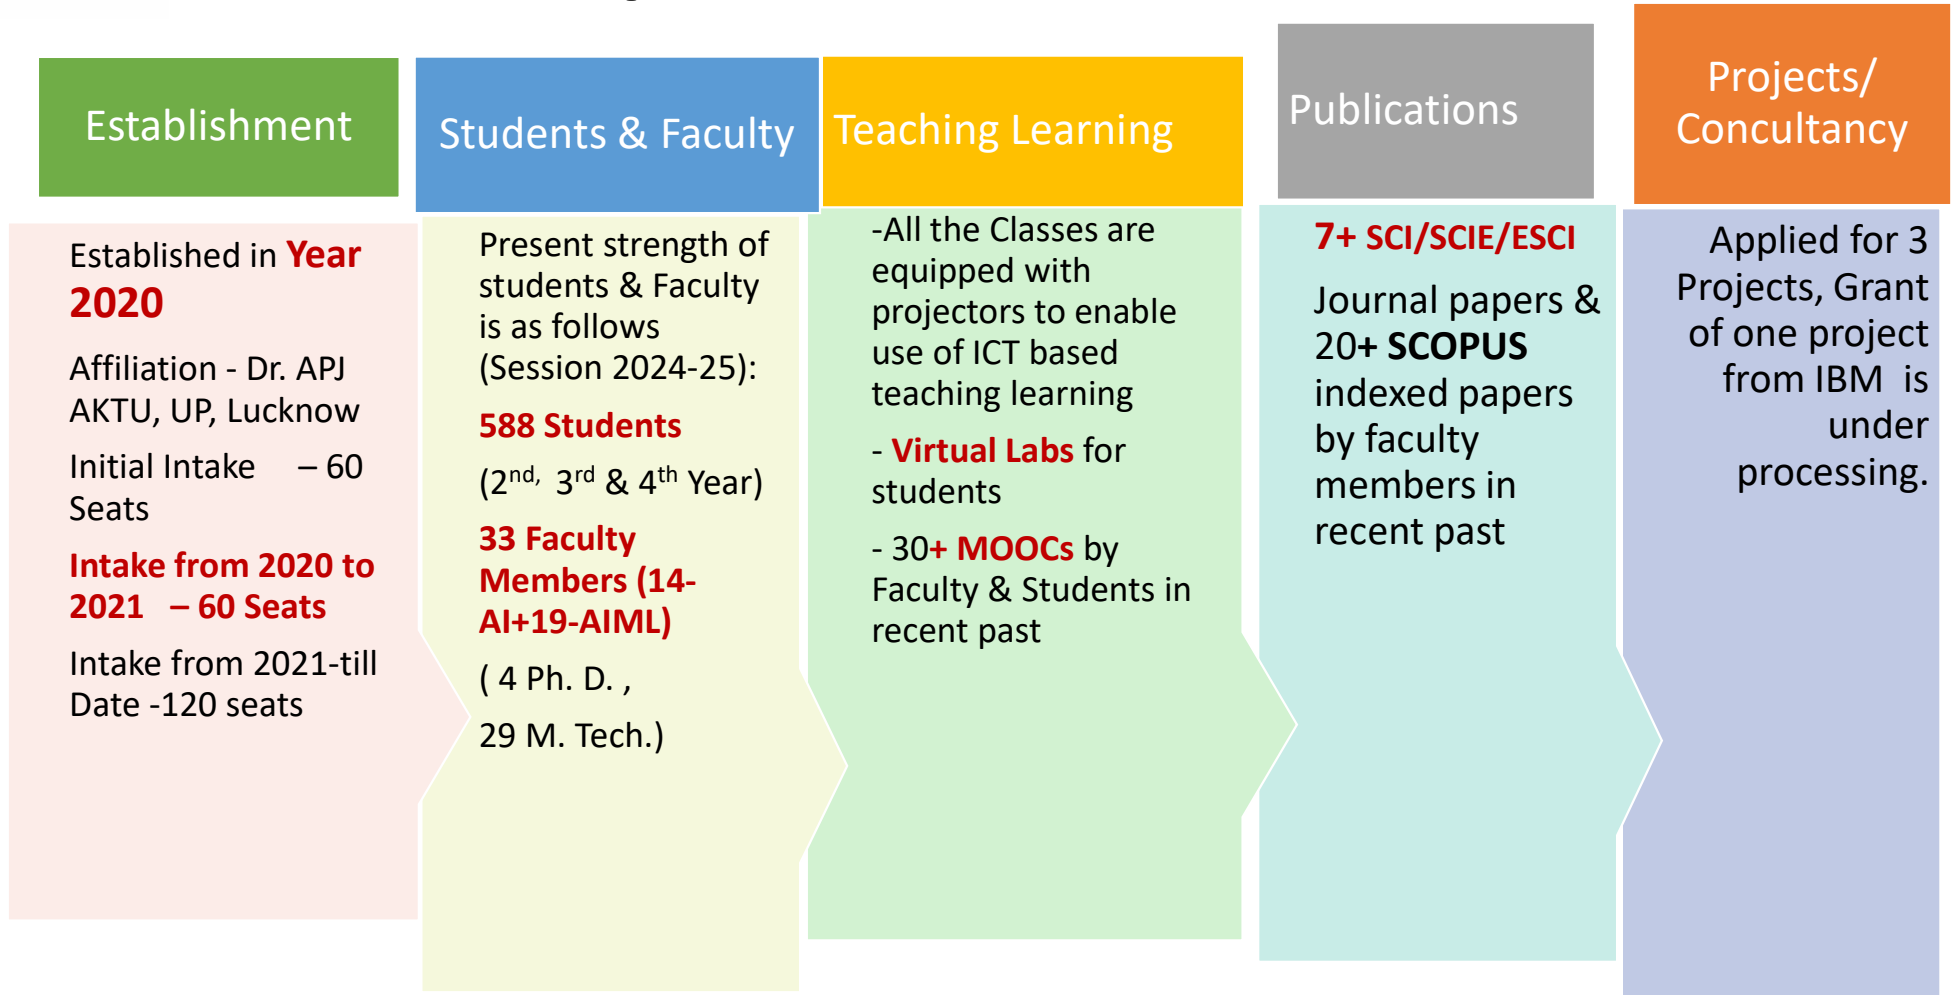 Establishment
Established in Year
2020
Affiliation - Dr. APJ
AKTU, UP, Lucknow
Initial Intake – 60
Seats
Intake from 2020 to
2021 – 60 Seats
Intake from 2021-till
Date -120 seats
Students & Faculty
Present strength of
students & Faculty
is as follows
(Session 2024-25):
588 Students
(2nd, 3rd & 4th Year)
33 Faculty
Members (14-
AI+19-AIML)
( 4 Ph. D. ,
29 M. Tech.)
Teaching Learning
-All the Classes are
equipped with
projectors to enable
use of ICT based
teaching learning
- Virtual Labs for
students
- 30+ MOOCs by
Faculty & Students in
recent past
Publications
7+ SCI/SCIE/ESCI
Journal papers &
20+ SCOPUS
indexed papers
by faculty
members in
recent past
Projects/
Concultancy
Applied for 3
Projects, Grant
of one project
from IBM is
under
processing.